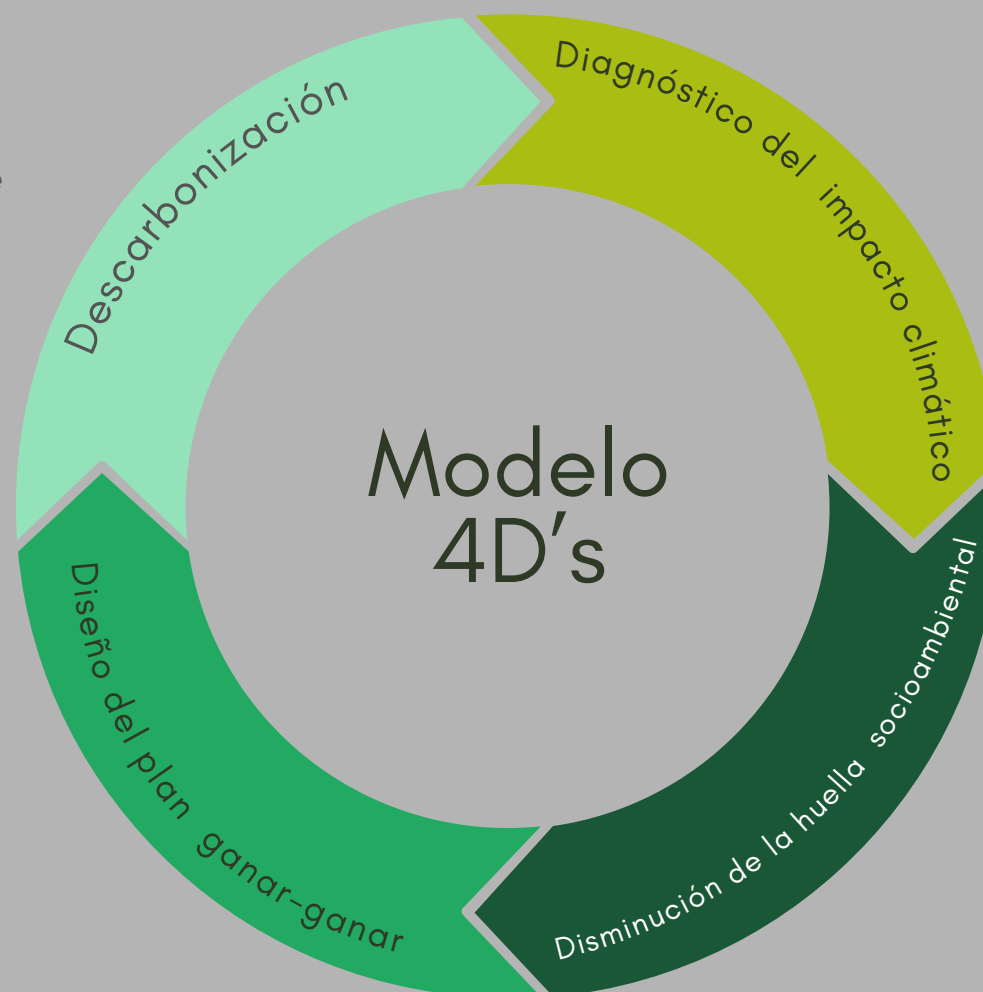 Descarbonización
Diagnóstico del impacto climático
Modelo
4D's
Disminución de la huella socioambiental
Diseño del plan ganar-ganar